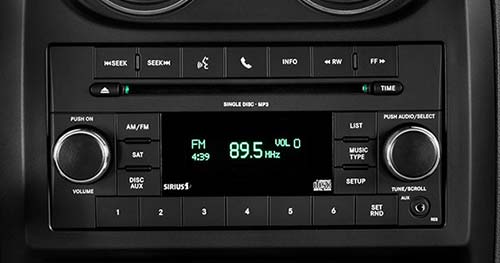 SEEK SEEK INFO RW FF
TIME
SINGLE DISC · MP3
PUSH ON
PUSH AUDIO/SELECT
AM/FM
LIST
FM
VOL 0
4:39
89.5 MHz
SAT
MUSIC
TYPE
DISC
AUX
SETUP
SIRIUS
disc
VOLUME
TUNE/SCROLL
AUX
1 2 3 4 5 6 SET
RND
RES